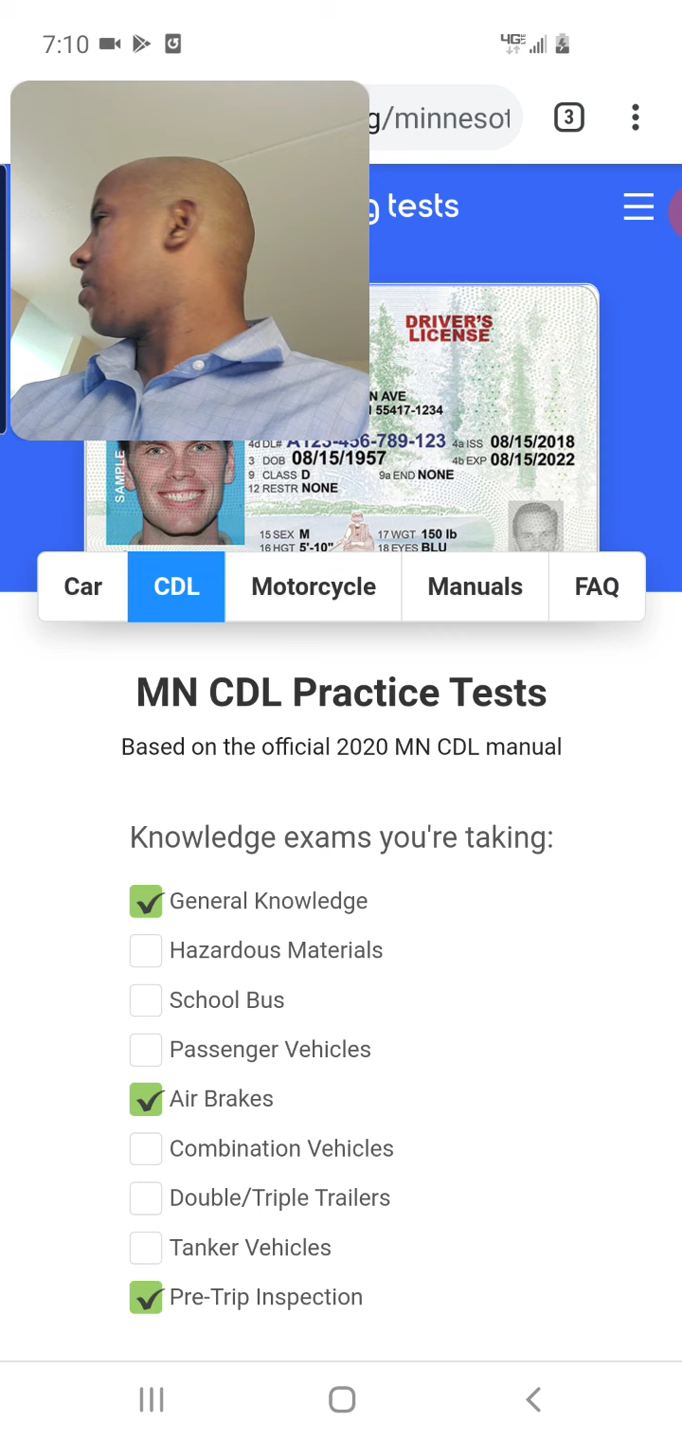 7:10
4G LTE
g/minnesot
3
g tests
DRIVER'S
LICENSE
N AVE
55417-1234
4d DL# A123-456-789-123 4a ISS 08/15/2018
3 DOB 08/15/1957 4b EXP 08/15/2022
9 CLASS D 9a END NONE
12 RESTR NONE
SAMPLE
15 SEX M 17 WGT 150 lb
16 HGT 5'-10" 18 EYES BLU
Car CDL Motorcycle Manuals FAQ
MN CDL Practice Tests
Based on the official 2020 MN CDL manual
Knowledge exams you're taking:
General Knowledge
Hazardous Materials
School Bus
Passenger Vehicles
Air Brakes
Combination Vehicles
Double/Triple Trailers
Tanker Vehicles
Pre-Trip Inspection